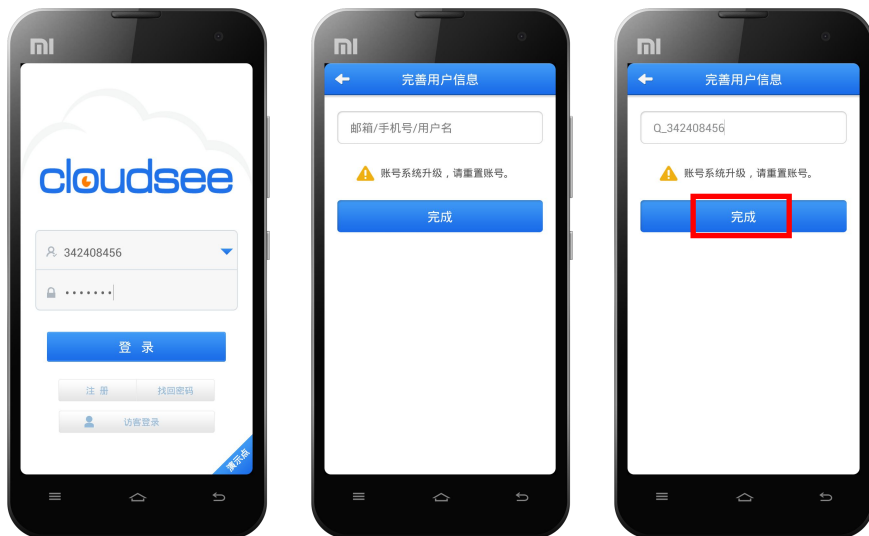 cloudsee
342408456
•••••••
登 录
注 册 找回密码
访客登录
演示点
完善用户信息
邮箱/手机号/用户名
账号系统升级，请重置账号。
完成
完善用户信息
Q_342408456
账号系统升级，请重置账号。
完成